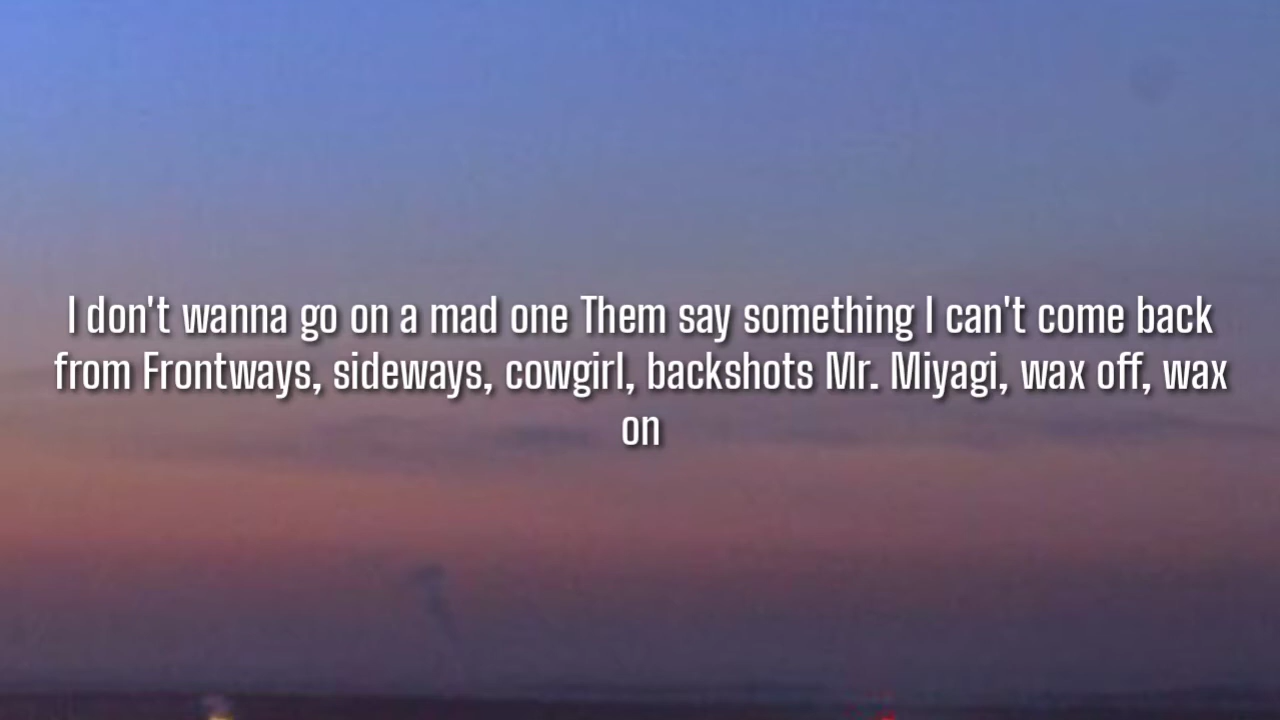 I don't wanna go on a mad one Them say something I can't come back
from Frontways, sideways, cowgirl, backshots Mr. Miyagi, wax off, wax
on